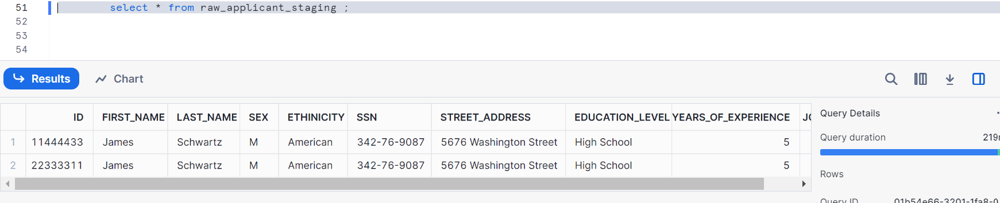 51 select * from raw_applicant_staging ;
52
53
54
Results Chart
ID FIRST_NAME LAST_NAME SEX ETHINICITY SSN STREET_ADDRESS EDUCATION_LEVEL YEARS_OF_EXPERIENCE
1 11444433 James Schwartz M American 342-76-9087 5676 Washington Street High School 5
2 22333311 James Schwartz M American 342-76-9087 5676 Washington Street High School 5
Query Details
Query duration 219
Rows
Query ID 01b54e66-3201-1fa8-0